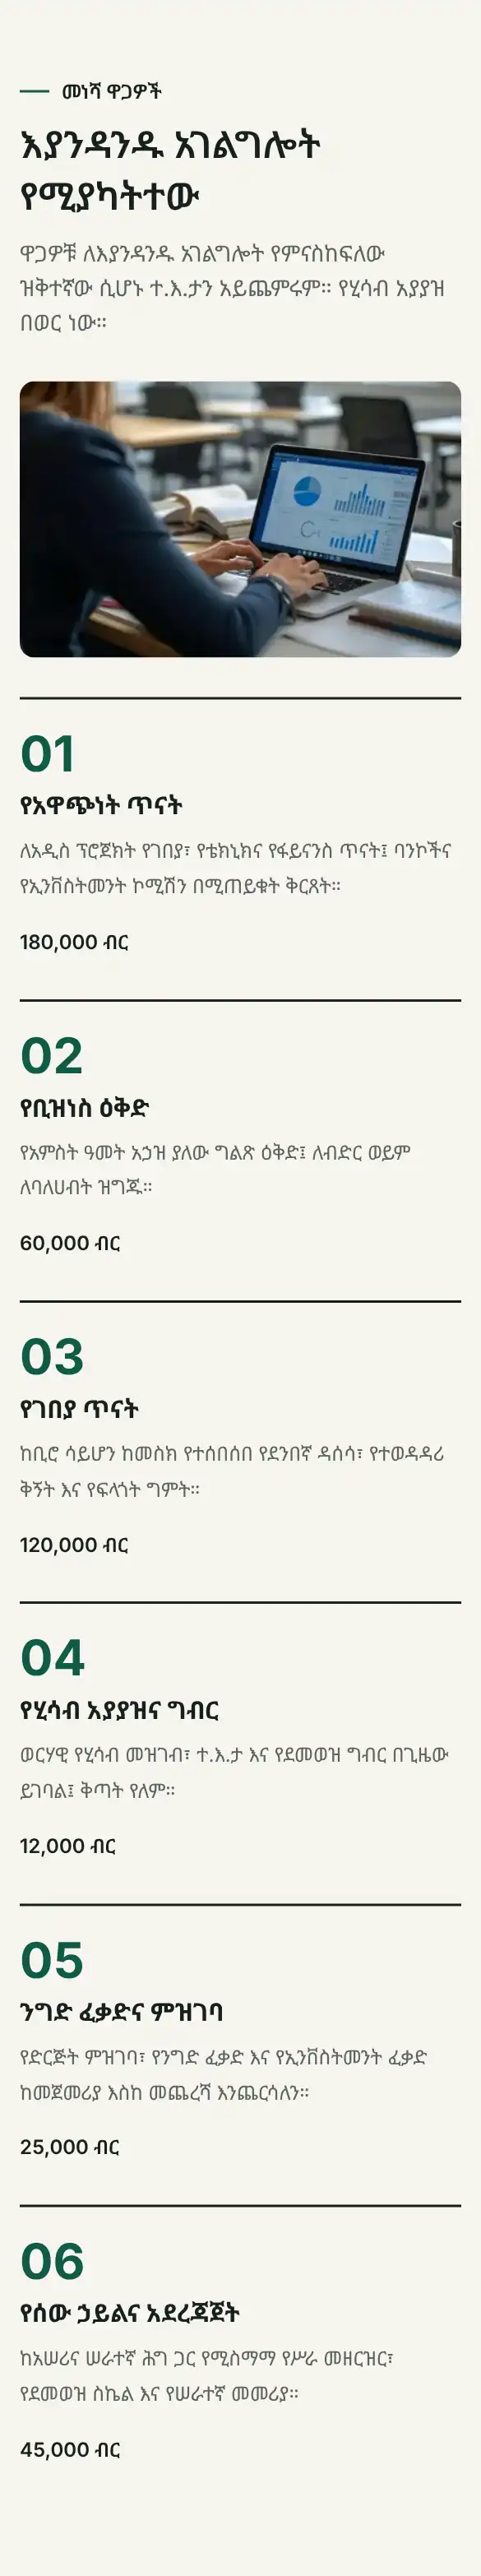 መነሻ ዋጋዎች
እያንዳንዱ አገልግሎት
የሚያካትተው
ዋጋዎቹ ለእያንዳንዱ አገልግሎት የምናስከፍለው
ዝቅተኛው ሲሆኑ ተ.እ.ታን አይጨምሩም። የሂሳብ አያያዝ
በወር ነው።
01
የአዋጭነት ጥናት
ለአዲስ ፕሮጀክት የገበያ፣ የቴክኒክና የፋይናንስ ጥናት፤ ባንኮችና
የኢንቨስትመንት ኮሚሽን በሚጠይቁት ቅርጸት።
180,000 ብር
02
የቢዝነስ ዕቅድ
የአምስት ዓመት አኃዝ ያለው ግልጽ ዕቅድ፤ ለብድር ወይም
ለባለሀብት ዝግጁ።
60,000 ብር
03
የገበያ ጥናት
ከቢሮ ሳይሆን ከመስክ የተሰበሰበ የደንበኛ ዳሰሳ፣ የተወዳዳሪ
ቅኝት እና የፍላጎት ግምት።
120,000 ብር
04
የሂሳብ አያያዝና ግብር
ወርሃዊ የሂሳብ መዝገብ፣ ተ.እ.ታ እና የደመወዝ ግብር በጊዜው
ይገባል፤ ቅጣት የለም።
12,000 ብር
05
ንግድ ፈቃድና ምዝገባ
የድርጅት ምዝገባ፣ የንግድ ፈቃድ እና የኢንቨስትመንት ፈቃድ
ከመጀመሪያ እስከ መጨረሻ እንጨርሳለን።
25,000 ብር
06
የሰው ኃይልና አደረጃጀት
ከአሠሪና ሠራተኛ ሕግ ጋር የሚስማማ የሥራ መዘርዝር፣
የደመወዝ ስኬል እና የሠራተኛ መመሪያ።
45,000 ብር